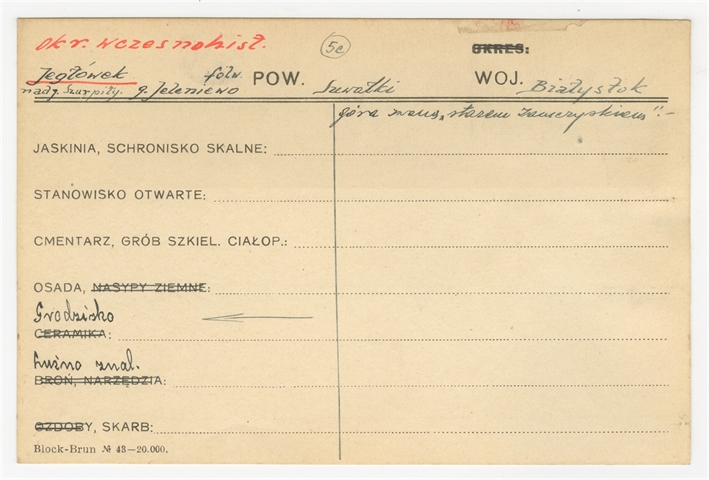 okr. wczesnohist. 5c OKRES:
Jegłówek folw. POW. Suwałki WOJ. Białystok
nadg. Szurpiły. g. Jeleniewo
góra zwana „starem zamczyskiem".-
JASKINIA, SCHRONISKO SKALNE:
STANOWISKO OTWARTE:
CMENTARZ, GRÓB SZKIEL. CIAŁOP.:
OSADA, NASYPY ZIEMNE:
Grodzisko
CERAMIKA:
Luźno znal.
BROŃ, NARZĘDZIA:
OZDOBY, SKARB:
Block-Brun № 43—20.000.